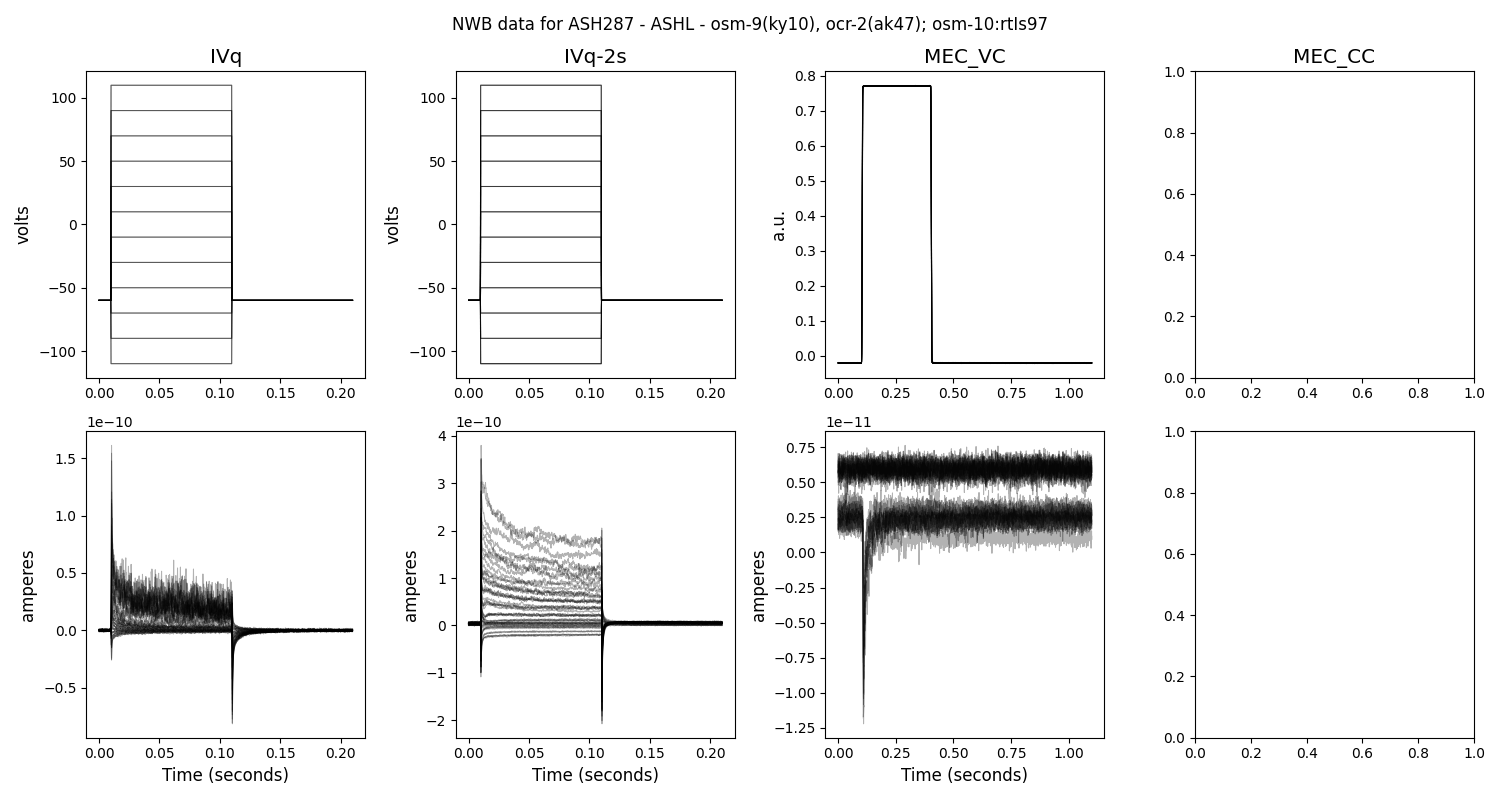 NWB data for ASH287 - ASHL - osm-9(ky10), ocr-2(ak47); osm-10:rtIs97
IVq
IVq-2s
MEC_VC
MEC_CC
volts
100
50
0
−50
−100
0.00 0.05 0.10 0.15 0.20
volts
100
50
0
−50
−100
0.00 0.05 0.10 0.15 0.20
a.u.
0.8
0.7
0.6
0.5
0.4
0.3
0.2
0.1
0.0
0.00 0.25 0.50 0.75 1.00
1.0
0.8
0.6
0.4
0.2
0.0
0.0 0.2 0.4 0.6 0.8 1.0
1e−10
amperes
1.5
1.0
0.5
0.0
−0.5
0.00 0.05 0.10 0.15 0.20
Time (seconds)
1e−10
amperes
4
3
2
1
0
−1
−2
0.00 0.05 0.10 0.15 0.20
Time (seconds)
1e−11
amperes
0.75
0.50
0.25
0.00
−0.25
−0.50
−0.75
−1.00
−1.25
0.00 0.25 0.50 0.75 1.00
Time (seconds)
1.0
0.8
0.6
0.4
0.2
0.0
0.0 0.2 0.4 0.6 0.8 1.0